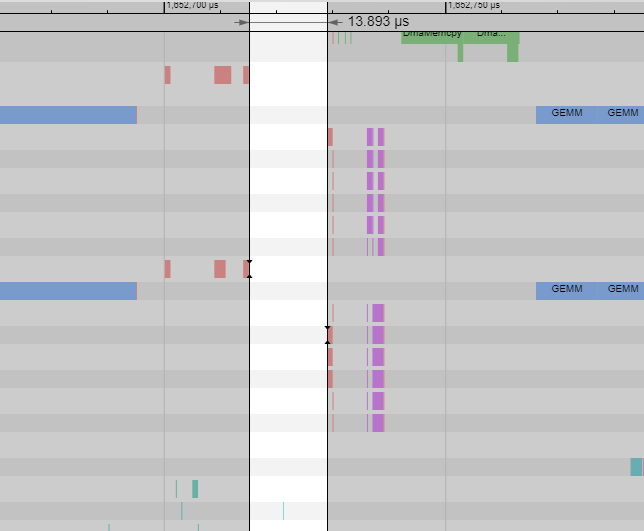 1,652,700 µs
1,652,750 µs
13.893 µs
DmaMemcpy
Dma...
GEMM
GEMM
GEMM
GEMM